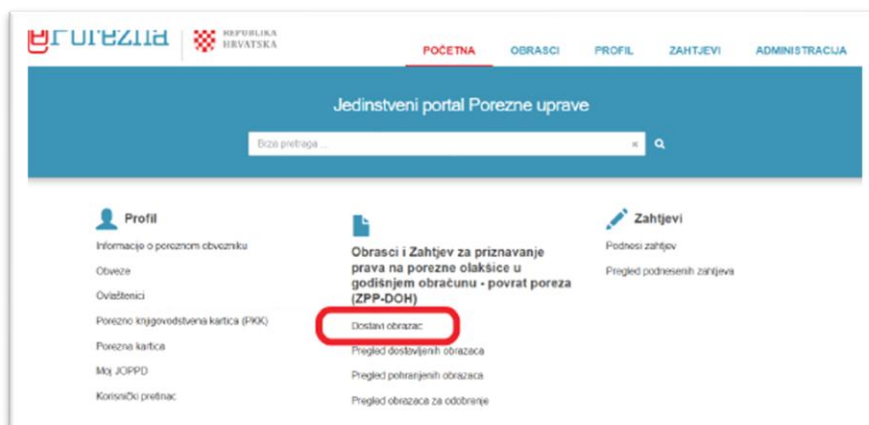 ePorezna
REPUBLIKA
HRVATSKA
POČETNA
OBRASCI
PROFIL
ZAHTJEVI
ADMINISTRACIJA
Jedinstveni portal Porezne uprave
Brza pretraga ...
Profil
Informacije o poreznom obvezniku
Obveze
Ovlaštenici
Porezno knjigovodstvena kartica (PKK)
Porezna kartica
Moj JOPPD
Korisnički pretinac
Obrasci i Zahtjev za priznavanje
prava na porezne olakšice u
godišnjem obračunu - povrat poreza
(ZPP-DOH)
Dostavi obrazac
Pregled dostavljenih obrazaca
Pregled pohranjenih obrazaca
Pregled obrazaca za odobrenje
Zahtjevi
Podnesi zahtjev
Pregled podnesenih zahtjeva